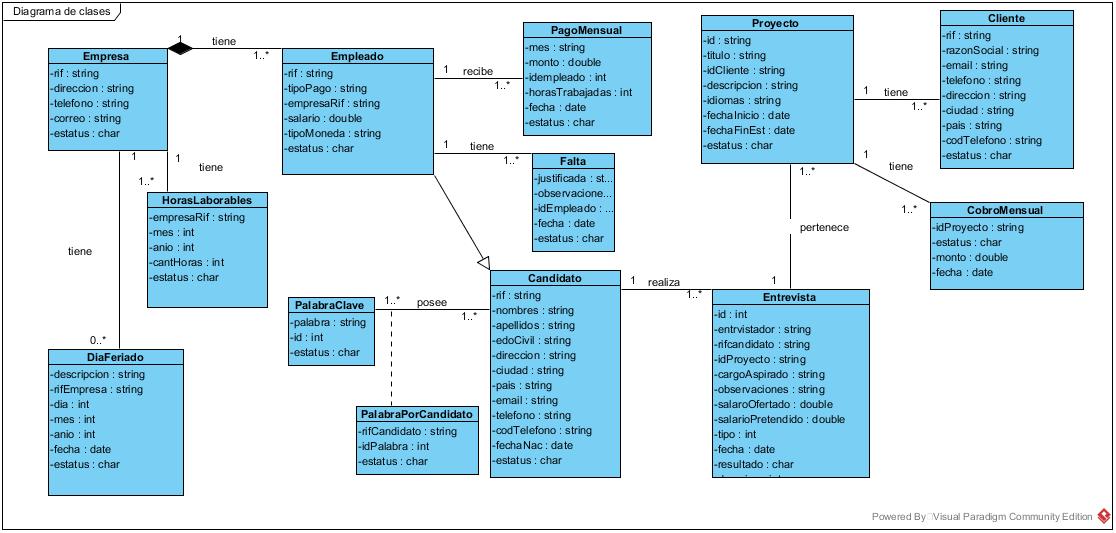 Diagrama de clases
Empresa
-rif : string
-direccion : string
-telefono : string
-correo : string
-estatus : char
1
tiene
1..*
Empleado
-rif : string
-tipoPago : string
-empresaRif : string
-salario : double
-tipoMoneda : string
-estatus : char
1
recibe
1..*
PagoMensual
-mes : string
-monto : double
-idempleado : int
-horasTrabajadas : int
-fecha : date
-estatus : char
1
tiene
1..*
Falta
-justificada : st...
-observacione...
-idEmpleado : ...
-fecha : date
-estatus : char
Proyecto
-id : string
-titulo : string
-idCliente : string
-descripcion : string
-idiomas : string
-fechaInicio : date
-fechaFinEst : date
-estatus : char
1
tiene
1..*
Cliente
-rif : string
-razonSocial : string
-email : string
-telefono : string
-direccion : string
-ciudad : string
-pais : string
-codTelefono : string
-estatus : char
1
tiene
1..*
CobroMensual
-idProyecto : string
-estatus : char
-monto : double
-fecha : date
1..*
pertenece
1
1
tiene
1..*
HorasLaborables
-empresaRif : string
-mes : int
-anio : int
-cantHoras : int
-estatus : char
1
tiene
0..*
DiaFeriado
-descripcion : string
-rifEmpresa : string
-dia : int
-mes : int
-anio : int
-fecha : date
-estatus : char
PalabraClave
-palabra : string
-id : int
-estatus : char
1..*
posee
1..*
PalabraPorCandidato
-rifCandidato : string
-idPalabra : int
-estatus : char
Candidato
-rif : string
-nombres : string
-apellidos : string
-edoCivil : string
-direccion : string
-ciudad : string
-pais : string
-email : string
-telefono : string
-codTelefono : string
-fechaNac : date
-estatus : char
1
realiza
1..*
Entrevista
-id : int
-entrvistador : string
-rifcandidato : string
-idProyecto : string
-cargoAspirado : string
-observaciones : string
-salaroOfertado : double
-salarioPretendido : double
-tipo : int
-fecha : date
-resultado : char
Powered By Visual Paradigm Community Edition